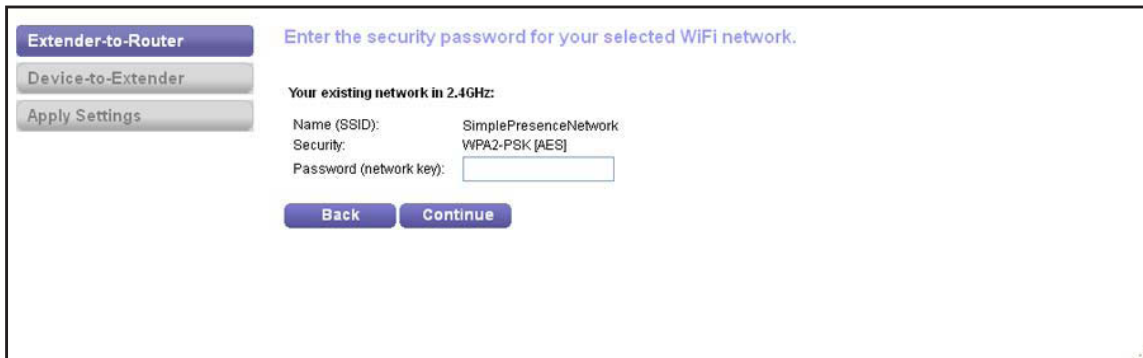 Extender-to-Router
Device-to-Extender
Apply Settings
Enter the security password for your selected WiFi network.
Your existing network in 2.4GHz:
Name (SSID): SimplePresenceNetwork
Security: WPA2-PSK [AES]
Password (network key):
Back Continue